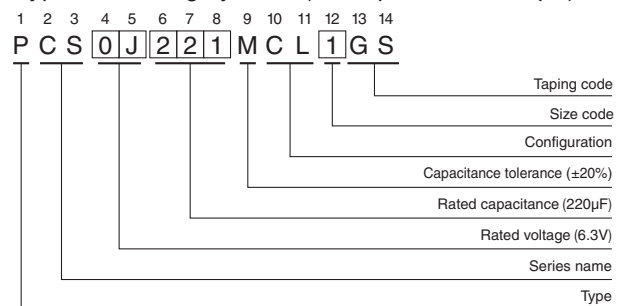 1 2 3 4 5 6 7 8 9 10 11 12 13 14
P C S 0 J 2 2 1 M C L 1 G S
Taping code
Size code
Configuration
Capacitance tolerance (±20%)
Rated capacitance (220μF)
Rated voltage (6.3V)
Series name
Type